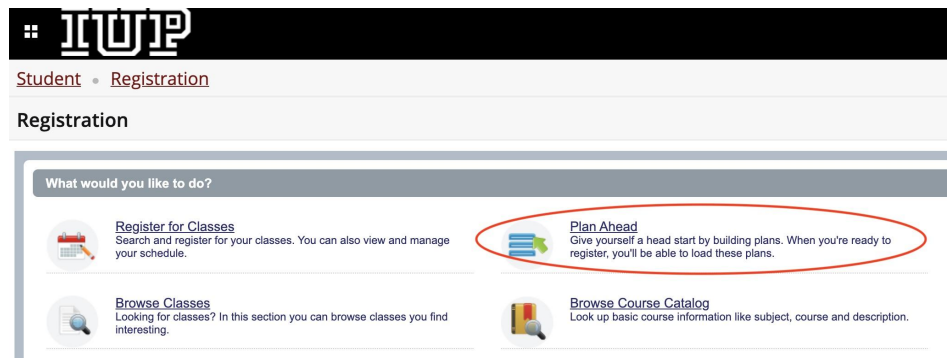 IUP
Student • Registration
Registration
What would you like to do?
Register for Classes
Search and register for your classes. You can also view and manage
your schedule.
Plan Ahead
Give yourself a head start by building plans. When you're ready to
register, you'll be able to load these plans.
Browse Classes
Looking for classes? In this section you can browse classes you find
interesting.
Browse Course Catalog
Look up basic course information like subject, course and description.